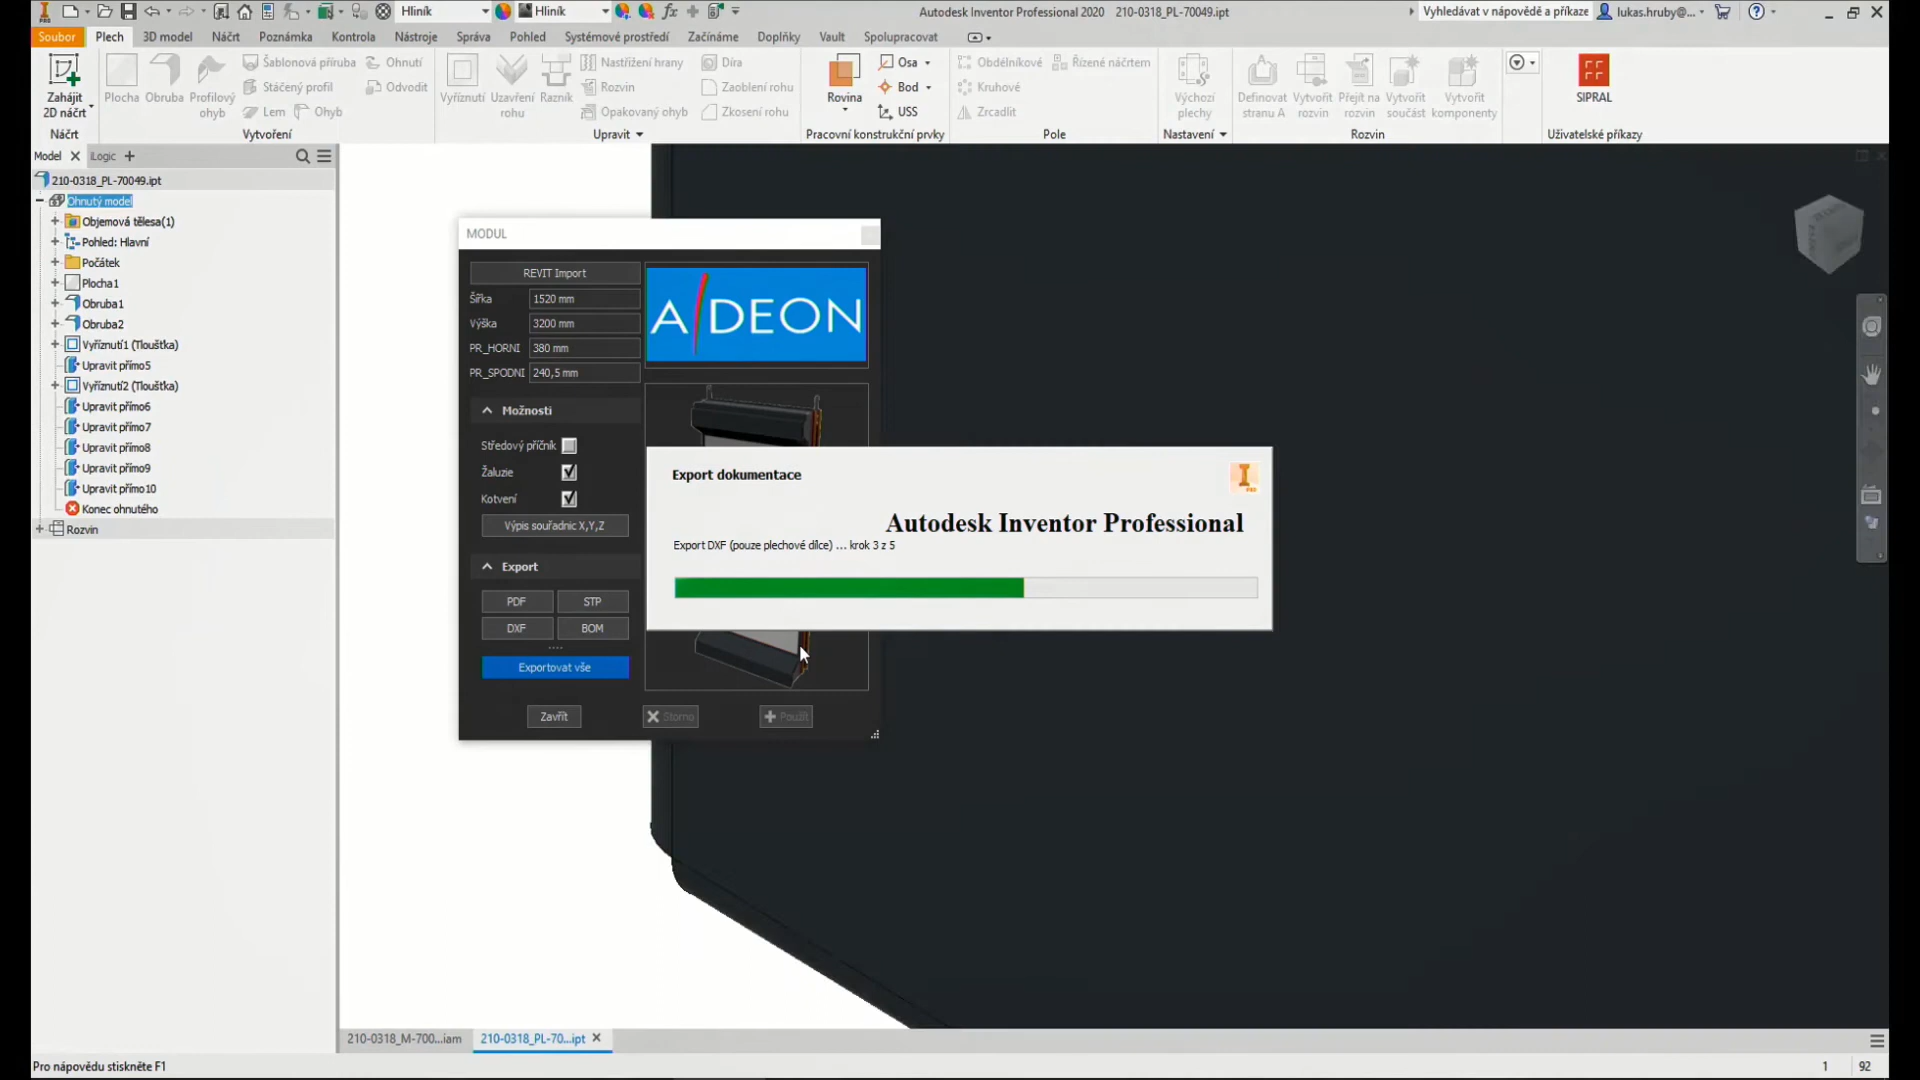 Hliník
Hliník
Autodesk Inventor Professional 2020 210-0318_PL-70049.ipt
Vyhledávat v nápovědě a příkaze
lukas.hruby@...
Soubor
Plech
3D model
Náčrt
Poznámka
Kontrola
Nástroje
Správa
Pohled
Systémové prostředí
Začínáme
Doplňky
Vault
Spolupracovat
Zahájit
2D náčrt
Náčrt
Plocha
Obruba
Profilový
ohyb
Šablonová příruba
Stáčený profil
Lem
Ohyb
Ohnutí
Odvodit
Vytvoření
Vyříznutí
Uzavření
rohu
Razník
Nastřižení hrany
Rozvin
Opakovaný ohyb
Díra
Zaoblení rohu
Zkosení rohu
Upravit
Rovina
Osa
Bod
USS
Pracovní konstrukční prvky
Obdélníkové
Kruhové
Zrcadlit
Řízené náčrtem
Pole
Výchozí
plechy
Nastavení
Definovat
stranu A
Vytvořit
rozvin
Přejít na
rozvin
Vytvořit
součást
Vytvořit
komponenty
Rozvin
SIPRAL
Uživatelské příkazy
Model
iLogic
210-0318_PL-70049.ipt
Ohnutý model
Objemová tělesa(1)
Pohled: Hlavní
Počátek
Plocha1
Obruba1
Obruba2
Vyříznutí1 (Tloušťka)
Upravit přímo5
Vyříznutí2 (Tloušťka)
Upravit přímo6
Upravit přímo7
Upravit přímo8
Upravit přímo9
Upravit přímo10
Konec ohnutého
Rozvin
MODUL
REVIT Import
Šířka 1520 mm
Výška 3200 mm
PR_HORNI 380 mm
PR_SPODNI 240,5 mm
ADEON
Možnosti
Středový příčník
Žaluzie
Kotvení
Výpis souřadnic X,Y,Z
Export
PDF STP
DXF BOM
....
Exportovat vše
Zavřít
Storno
Použít
Export dokumentace
PRO
Autodesk Inventor Professional
Export DXF (pouze plechové dílce) ... krok 3 z 5
210-0318_M-700...iam
210-0318_PL-70...ipt
Pro nápovědu stiskněte F1
1 92